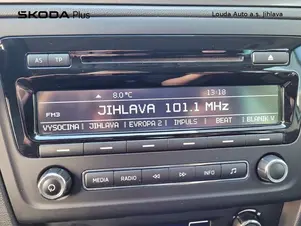 ŠKODA Plus
Louda Auto a.s. Jihlava
AS TP
8.0°C 13:10
FM3
JIHLAVA 101.1 MHz
VYSOCINA JIHLAVA EVROPA 2 IMPULS BEAT BLANIK V
MEDIA RADIO INFO